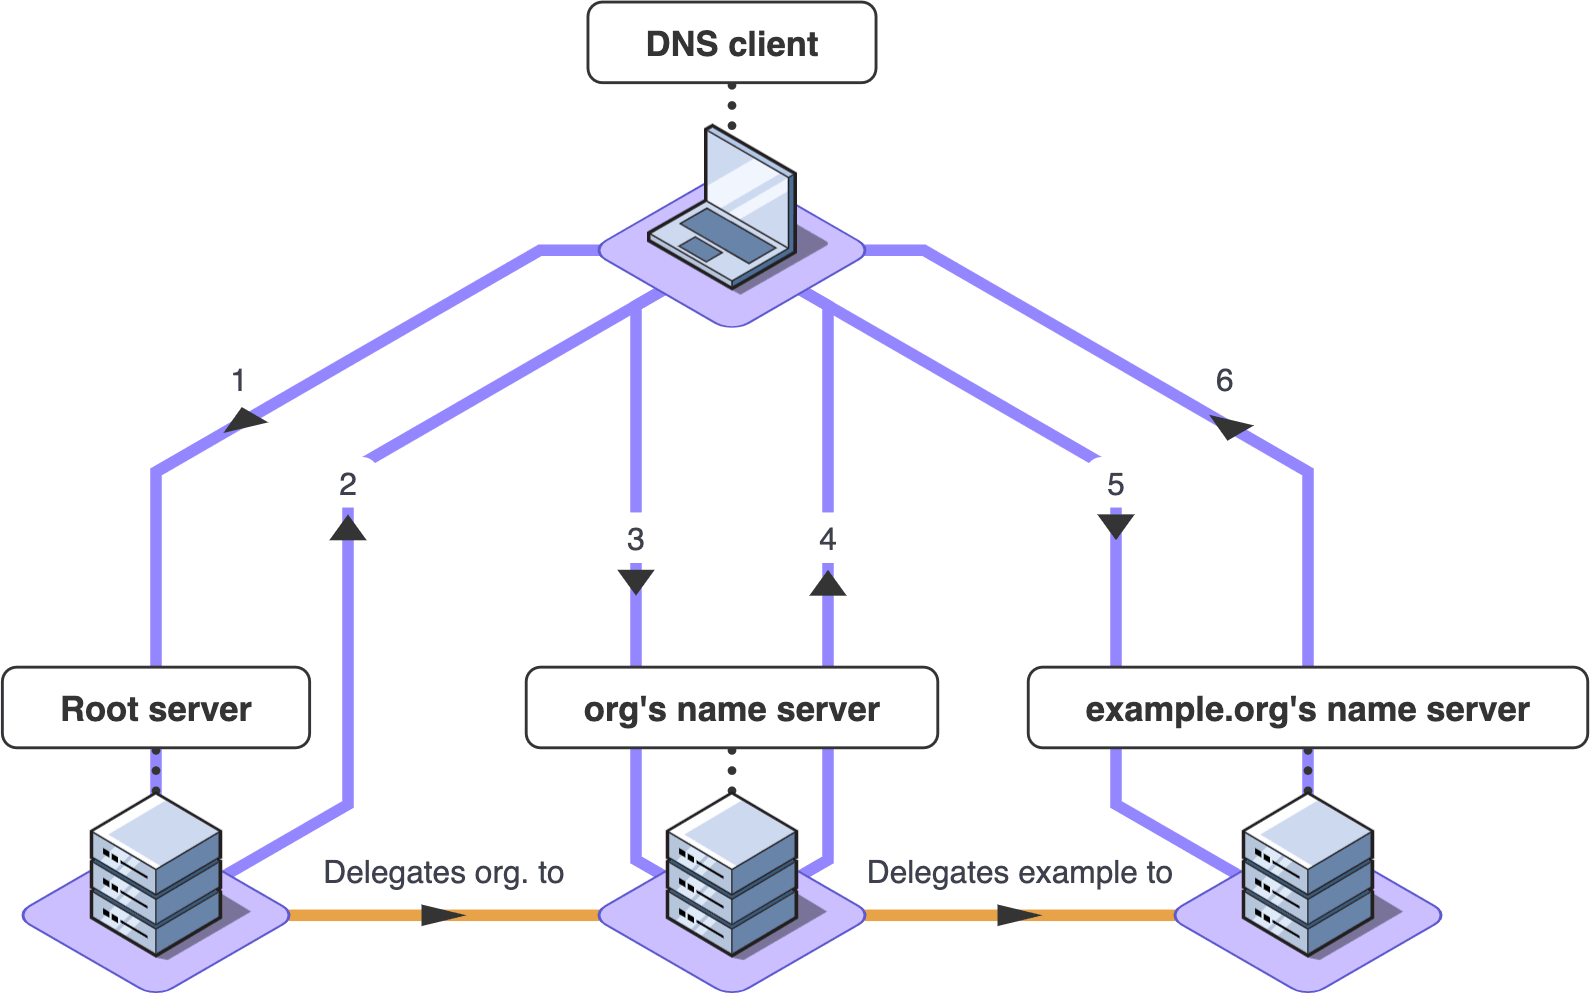 DNS client
1
6
2
5
3
4
Root server
org's name server
example.org's name server
Delegates org. to
Delegates example to